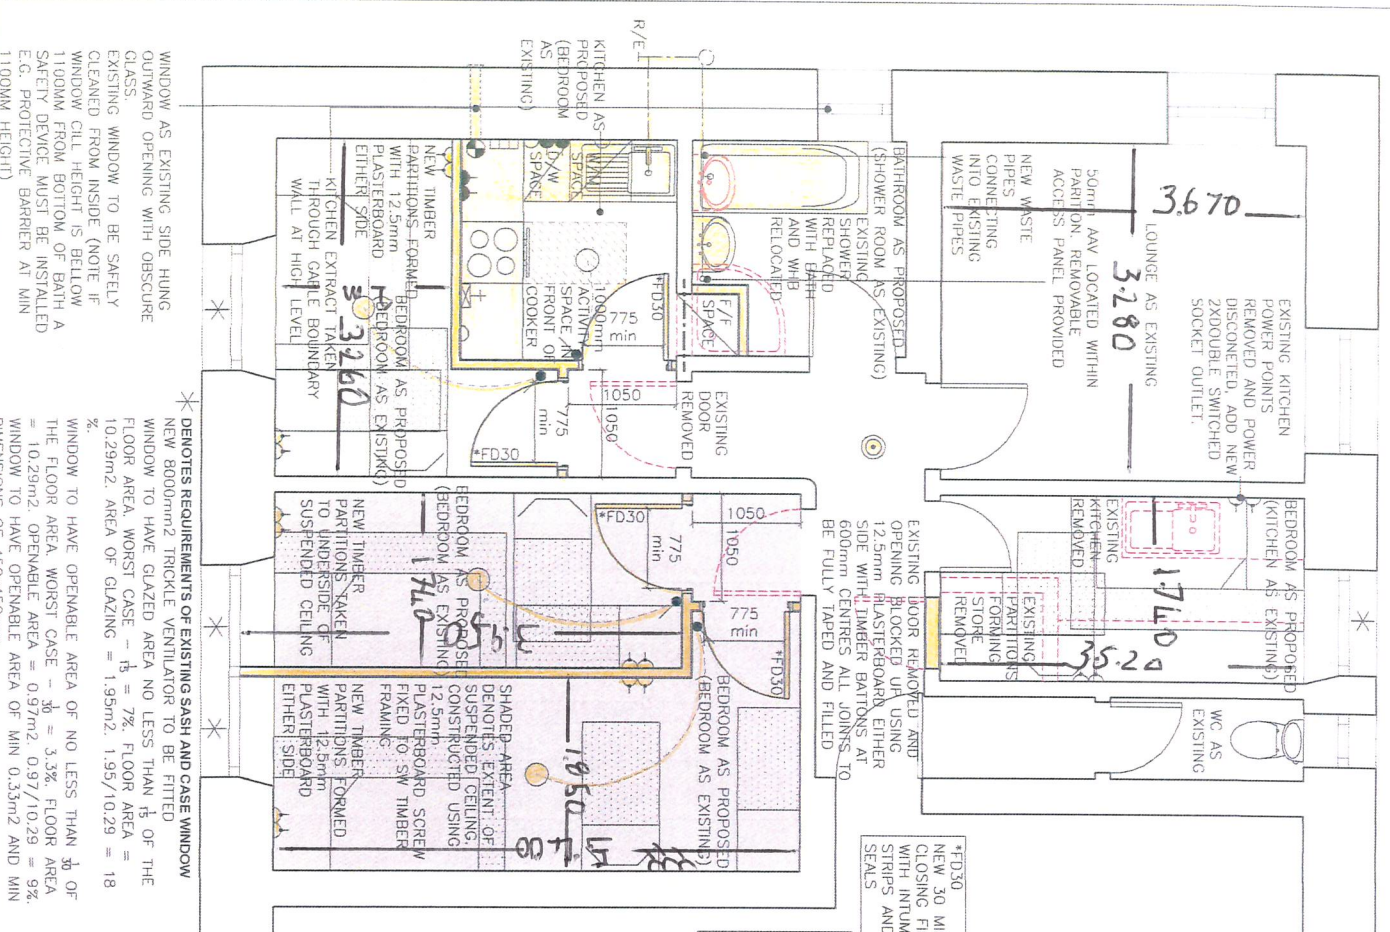 WINDOW AS EXISTING SIDE HUNG
OUTWARD OPENING WITH OBSCURE
GLASS.
EXISTING WINDOW TO BE SAFELY
CLEANED FROM INSIDE (NOTE IF
WINDOW CILL HEIGHT IS BELLOW
1100MM FROM BOTTOM OF BATH A
SAFETY DEVICE MUST BE INSTALLED
E.G. PROTECTIVE BARRIER AT MIN
1100MM HEIGHT)
R/E
KITCHEN AS
PROPOSED
(BEDROOM
AS
EXISTING)
W/M
SPACE
D/W
SPACE
1000mm
ACTIVITY
SPACE IN
FRONT OF
COOKER
NEW TIMBER
PARTITIONS FORMED
WITH 12.5mm
PLASTERBOARD
EITHER SIDE
KITCHEN EXTRACT TAKEN
THROUGH GABLE BOUNDARY
WALL AT HIGH LEVEL
BEDROOM AS PROPOSED
(BEDROOM AS EXISTING)
3.260
*FD30
775
min
F/F
SPACE
1050
1050
775
min
*FD30
EXISTING
DOOR
REMOVED
BATHROOM AS PROPOSED
(SHOWER ROOM AS EXISTING)
EXISTING
SHOWER
REPLACED
WITH BATH
AND WHB
RELOCATED
NEW WASTE
PIPES
CONNECTING
INTO EXISTING
WASTE PIPES
50mm AAV LOCATED WITHIN
PARTITION. REMOVABLE
ACCESS PANEL PROVIDED
3.670
LOUNGE AS EXISTING
3.280
EXISTING KITCHEN
POWER POINTS
REMOVED AND POWER
DISCONETED, ADD NEW
2XDOUBLE SWITCHED
SOCKET OUTLET.
BEDROOM AS PROPOSED
(KITCHEN AS EXISTING)
EXISTING
KITCHEN
REMOVED
1.740
3.520
EXISTING
PARTITIONS
FORMING
STORE
REMOVED
WC AS
EXISTING
EXISTING DOOR REMOVED AND
OPENING BLOCKED UP USING
12.5mm PLASTERBOARD EITHER
SIDE WITH TIMBER BATTONS AT
600mm CENTRES ALL JOINTS TO
BE FULLY TAPED AND FILLED
1050
1050
775
min
*FD30
775
min
*FD30
BEDROOM AS PROPOSED
(BEDROOM AS EXISTING)
1.740
NEW TIMBER
PARTITIONS TAKEN
TO UNDERSIDE OF
SUSPENDED CEILING
BEDROOM AS PROPOSED
(BEDROOM AS EXISTING)
1.850
SHADED AREA
DENOTES EXTENT OF
SUSPENDED CEILING,
CONSTRUCTED USING
12.5mm
PLASTERBOARD SCREW
FIXED TO SW TIMBER
FRAMING
NEW TIMBER
PARTITIONS FORMED
WITH 12.5mm
PLASTERBOARD
EITHER SIDE
*FD30
NEW 30
CLOSING
WITH
STRIPS AND
SEALS
DENOTES REQUIREMENTS OF EXISTING SASH AND CASE WINDOW
NEW 8000mm2 TRICKLE VENTILATOR TO BE FITTED
WINDOW TO HAVE GLAZED AREA NO LESS THAN 1/15 OF THE
FLOOR AREA WORST CASE - 1/15 = 7%. FLOOR AREA =
10.29m2. AREA OF GLAZING = 1.95m2. 1.95/10.29 = 18
%.
WINDOW TO HAVE OPENABLE AREA OF NO LESS THAN 1/30 OF
THE FLOOR AREA WORST CASE - 1/30 = 3.3%. FLOOR AREA
= 10.29m2. OPENABLE AREA = 0.97m2. 0.97/10.29 = 9%.
WINDOW TO HAVE OPENABLE AREA OF MIN 0.33m2 AND MIN